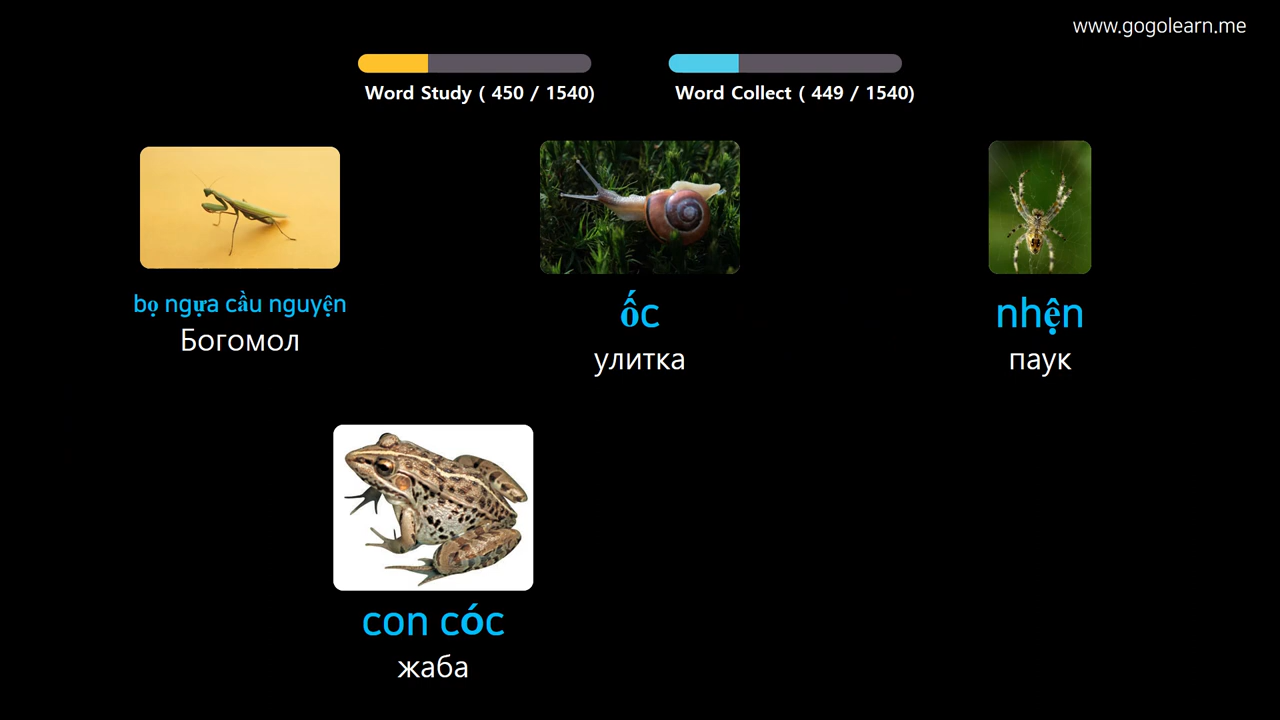 www.gogolearn.me
Word Study ( 450 / 1540)
Word Collect ( 449 / 1540)
bọ ngựa cầu nguyện
Богомол
ốc
улитка
nhện
паук
con cóc
жаба